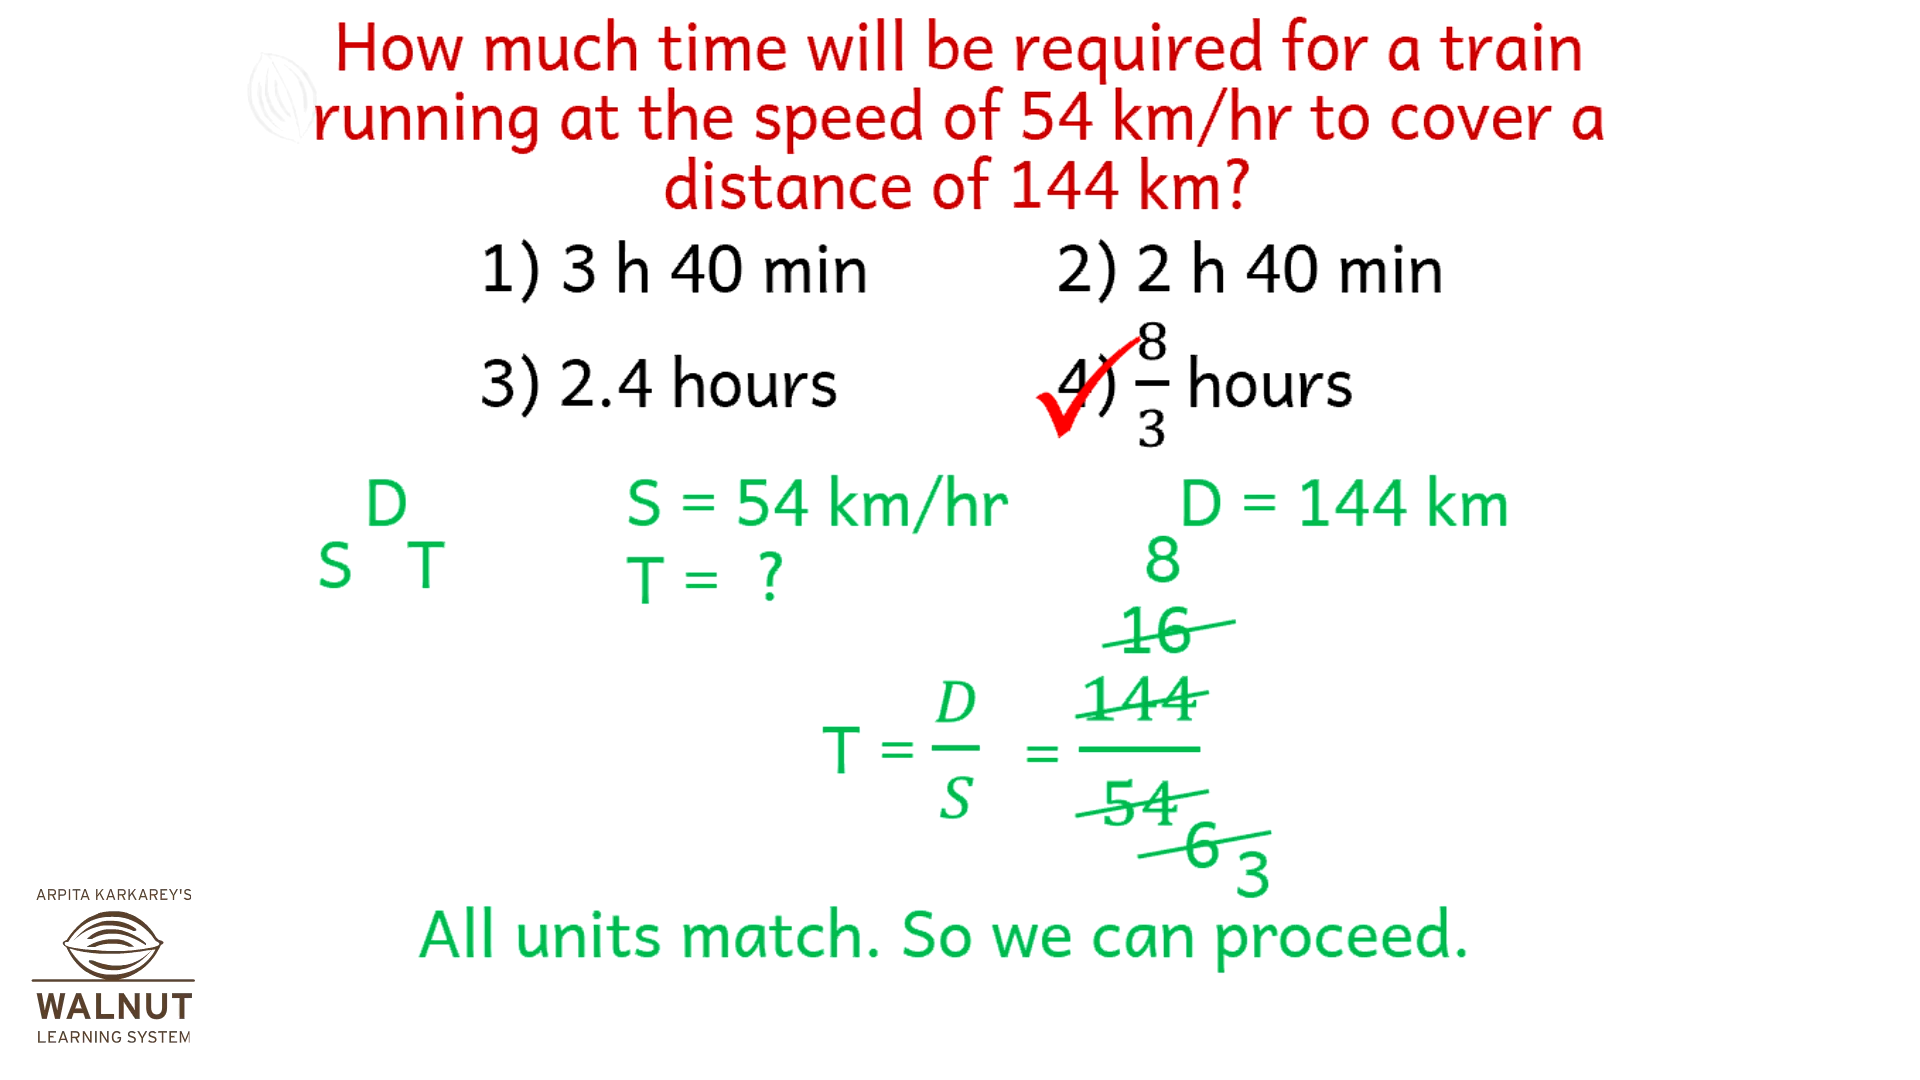 How much time will be required for a train
running at the speed of 54 km/hr to cover a
distance of 144 km?
1) 3 h 40 min
2) 2 h 40 min
3) 2.4 hours
4) 8/3 hours
D
S T
S = 54 km/hr
D = 144 km
T = ?
8
16
T = D/S = 144/54
6
3
All units match. So we can proceed.
ARPITA KARKAREY'S
WALNUT
LEARNING SYSTEM